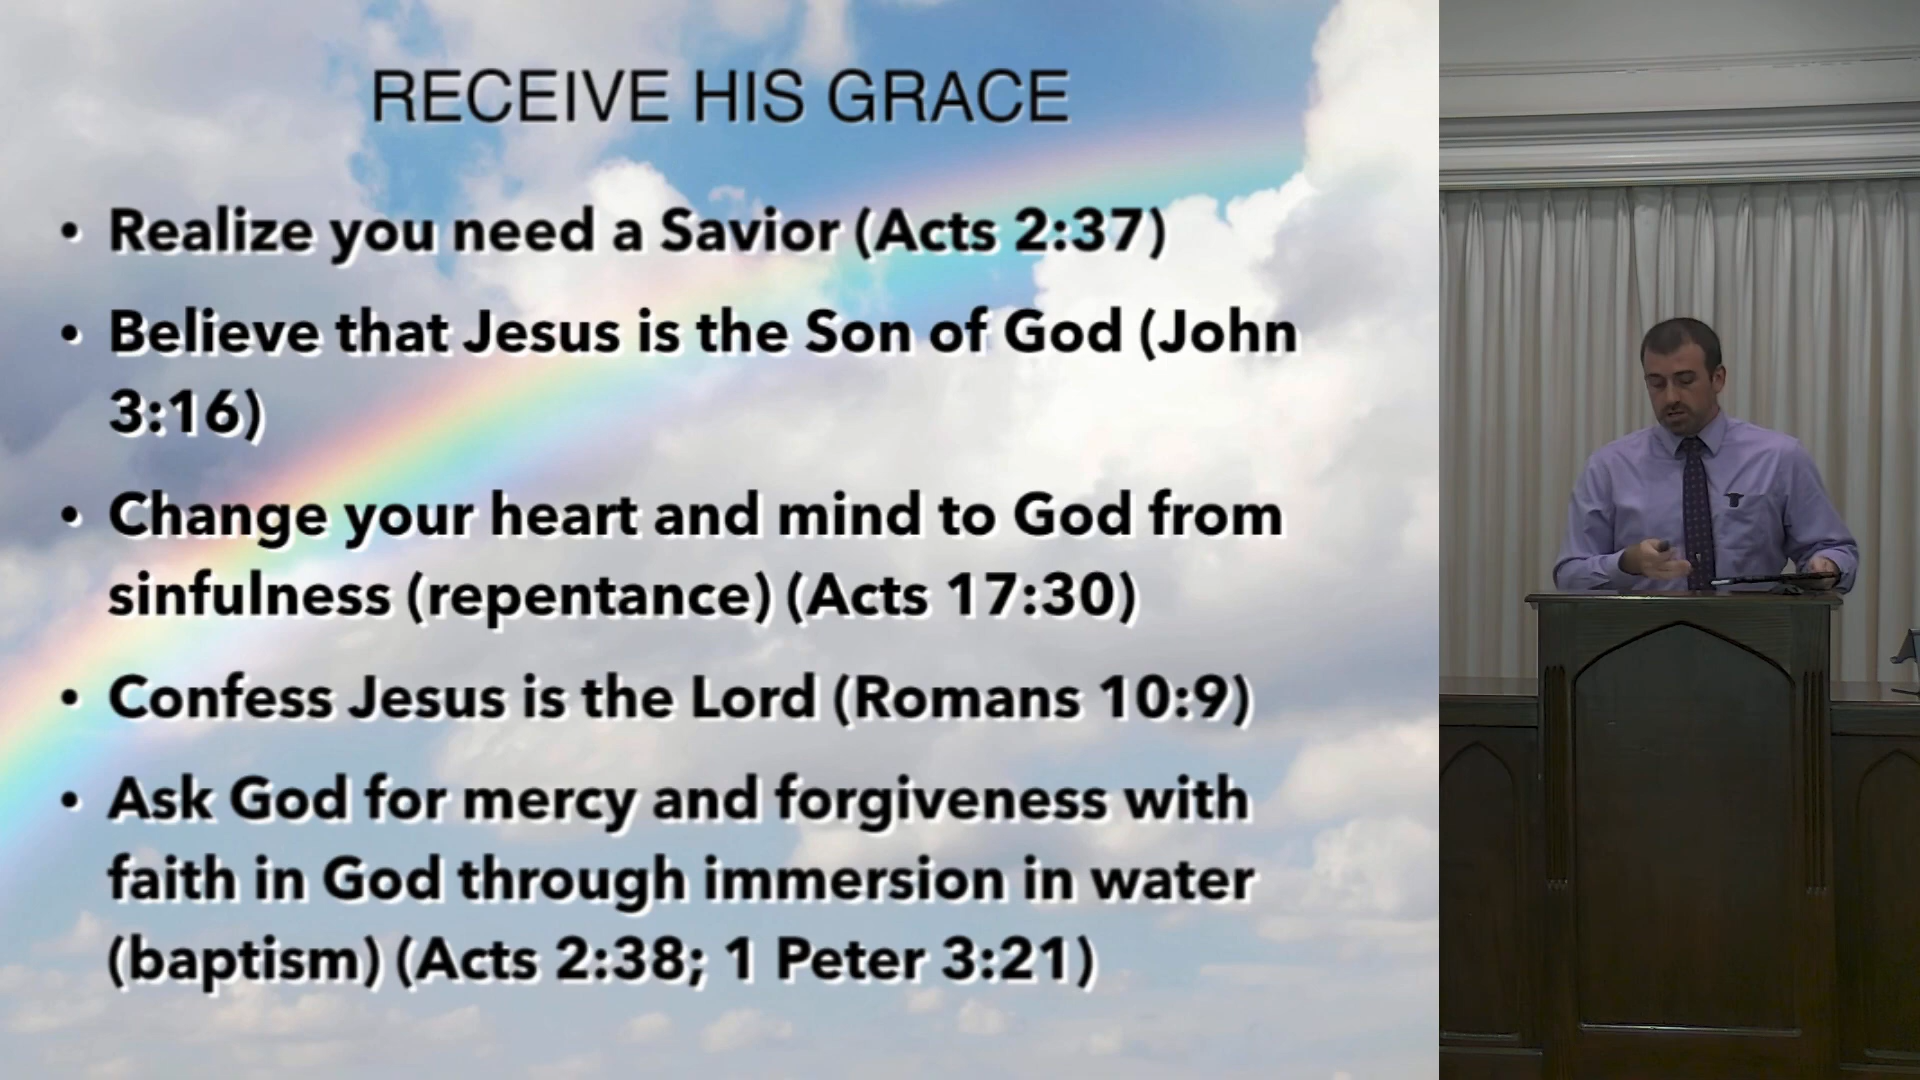 RECEIVE HIS GRACE
• Realize you need a Savior (Acts 2:37)
• Believe that Jesus is the Son of God (John
3:16)
• Change your heart and mind to God from
sinfulness (repentance) (Acts 17:30)
• Confess Jesus is the Lord (Romans 10:9)
• Ask God for mercy and forgiveness with
faith in God through immersion in water
(baptism) (Acts 2:38; 1 Peter 3:21)